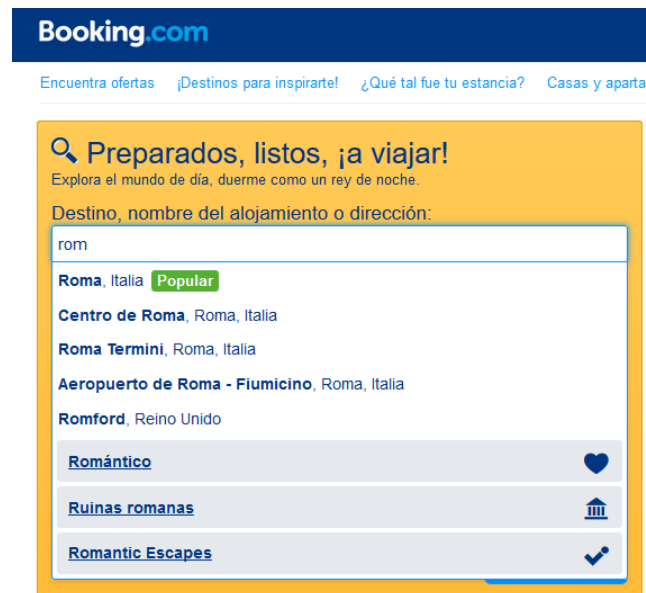 Booking.com
Encuentra ofertas ¡Destinos para inspirarte! ¿Qué tal fue tu estancia? Casas y aparta
Preparados, listos, ¡a viajar!
Explora el mundo de día, duerme como un rey de noche.
Destino, nombre del alojamiento o dirección:
rom
Roma, Italia Popular
Centro de Roma, Roma, Italia
Roma Termini, Roma, Italia
Aeropuerto de Roma - Fiumicino, Roma, Italia
Romford, Reino Unido
Romántico
Ruinas romanas
Romantic Escapes